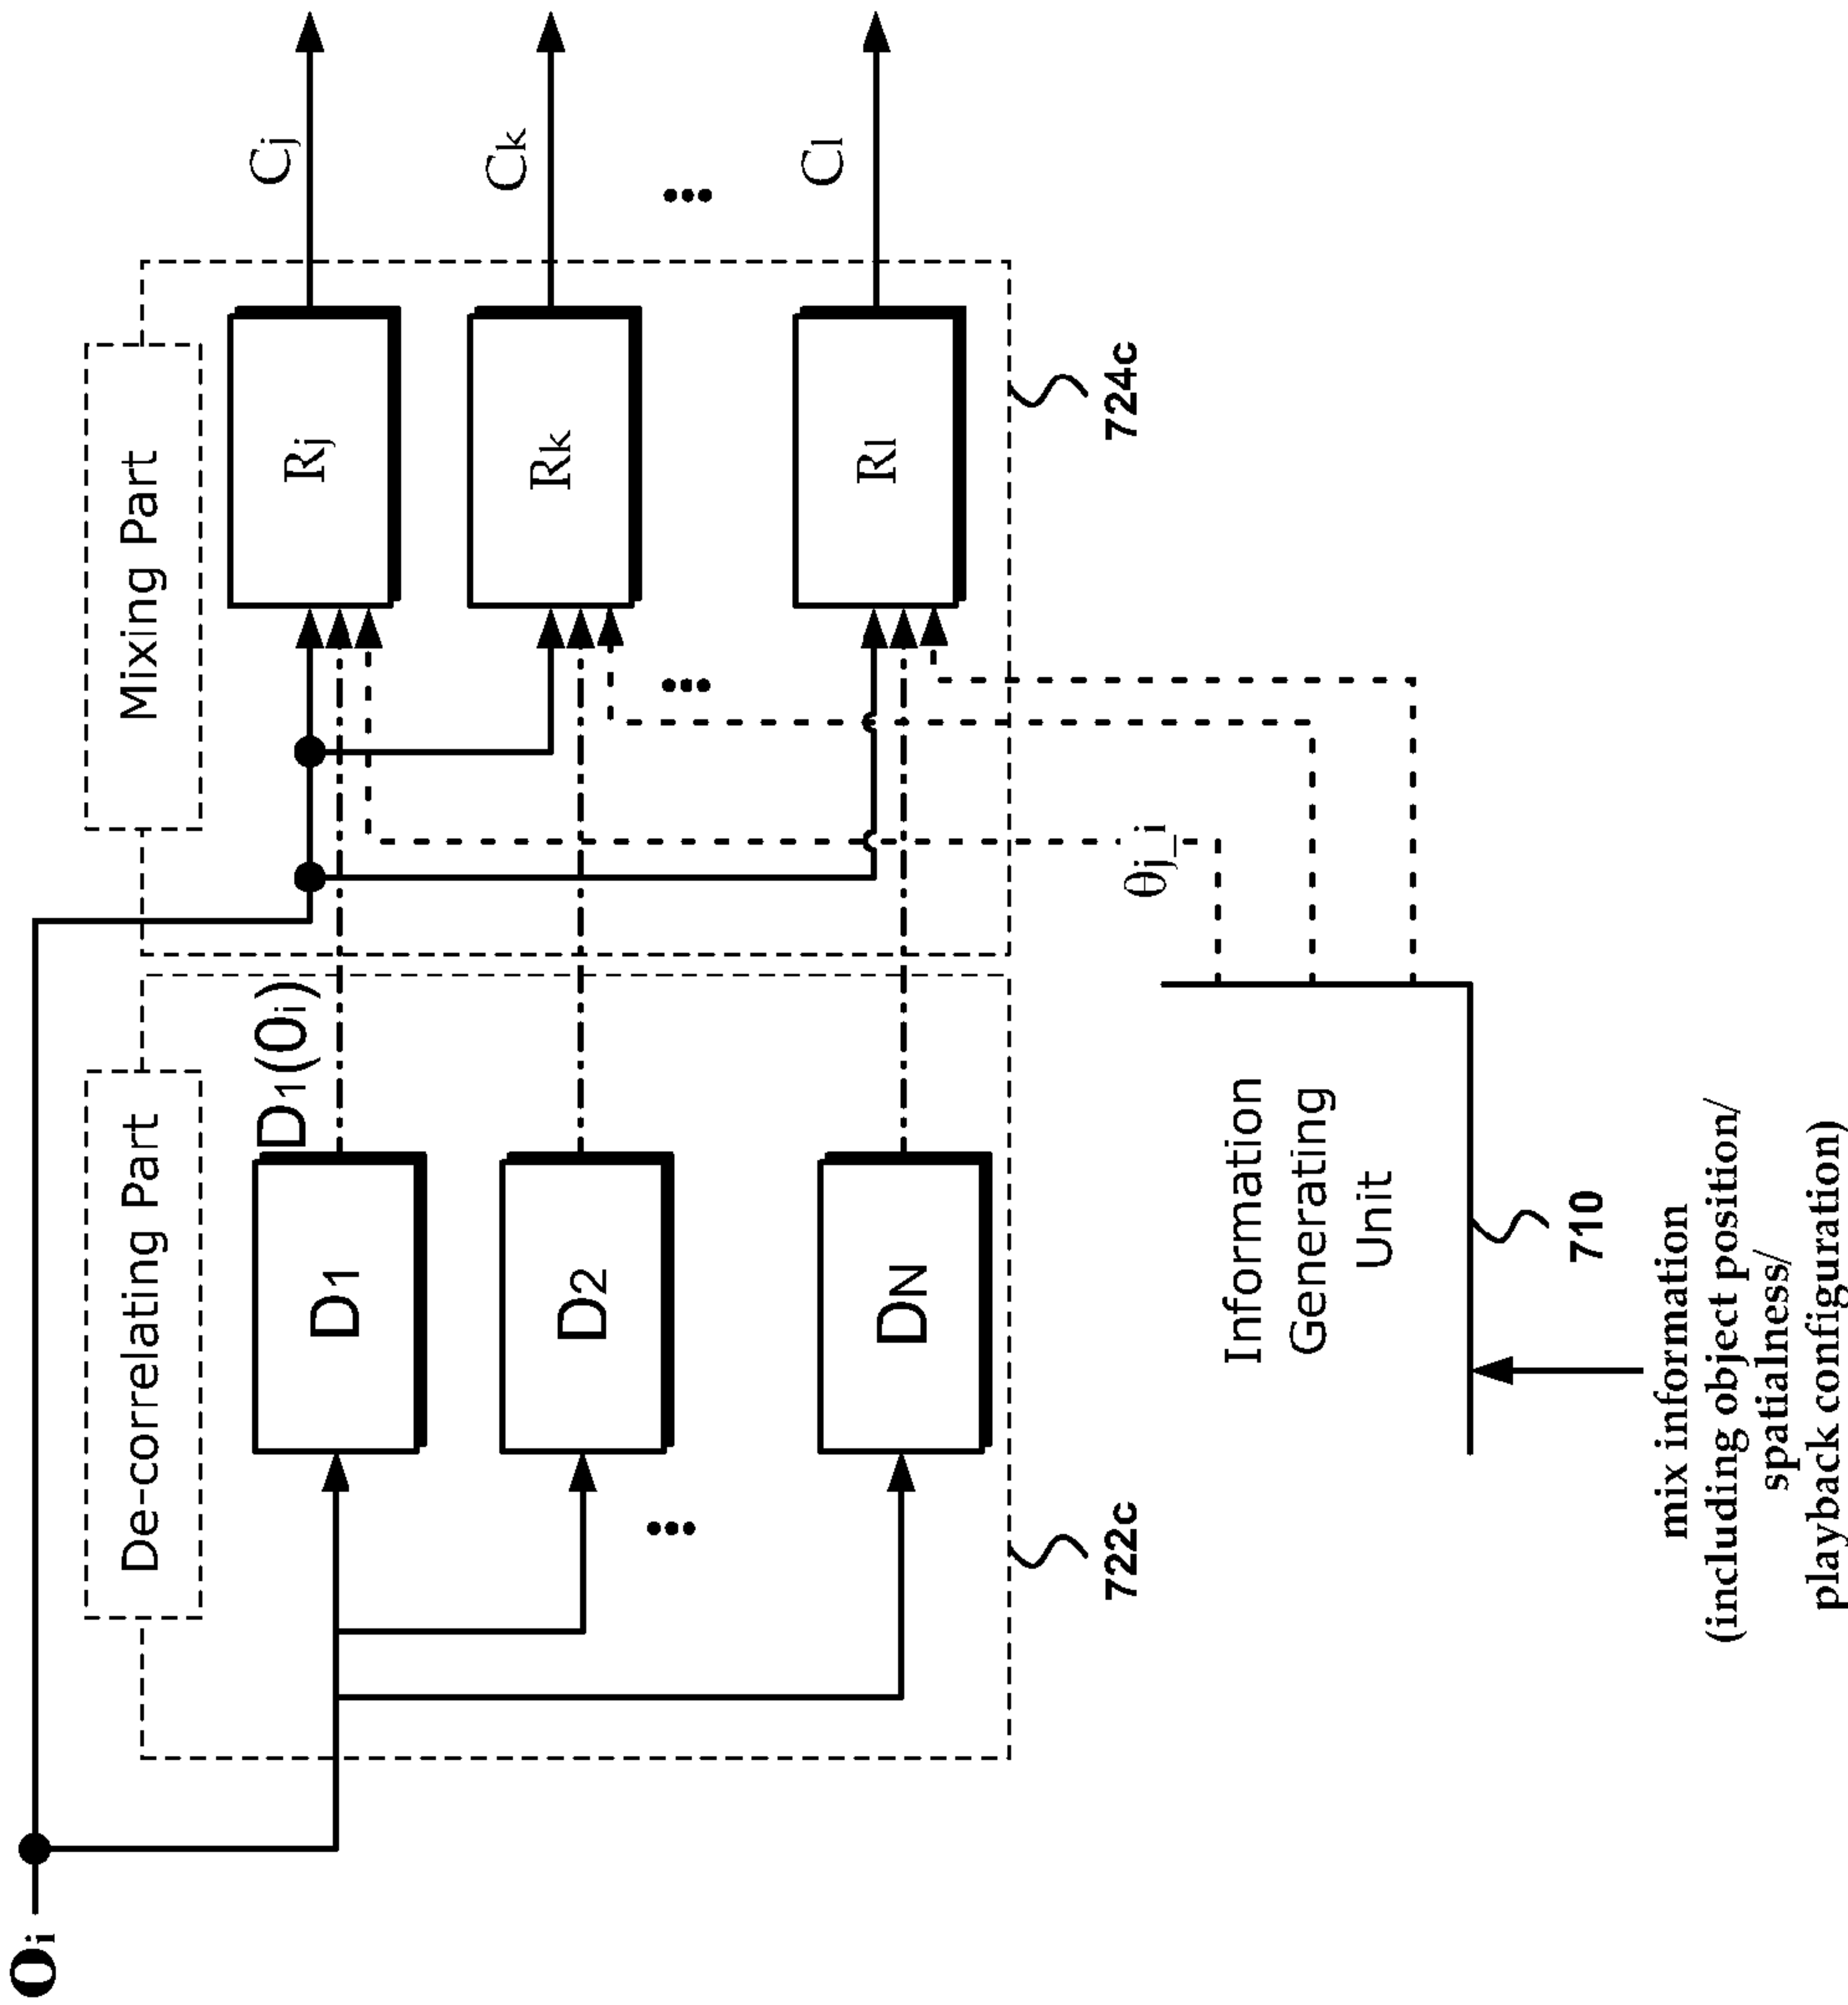 Oi
De-correlating Part
Mixing Part
D1
D1(0i)
Rj
Cj
D2
Rk
Ck
DN
Rl
Cl
722c
724c
θj_i
Information
Generating
Unit
710
mix information
(including object position/
spatialness/
playback configuration)